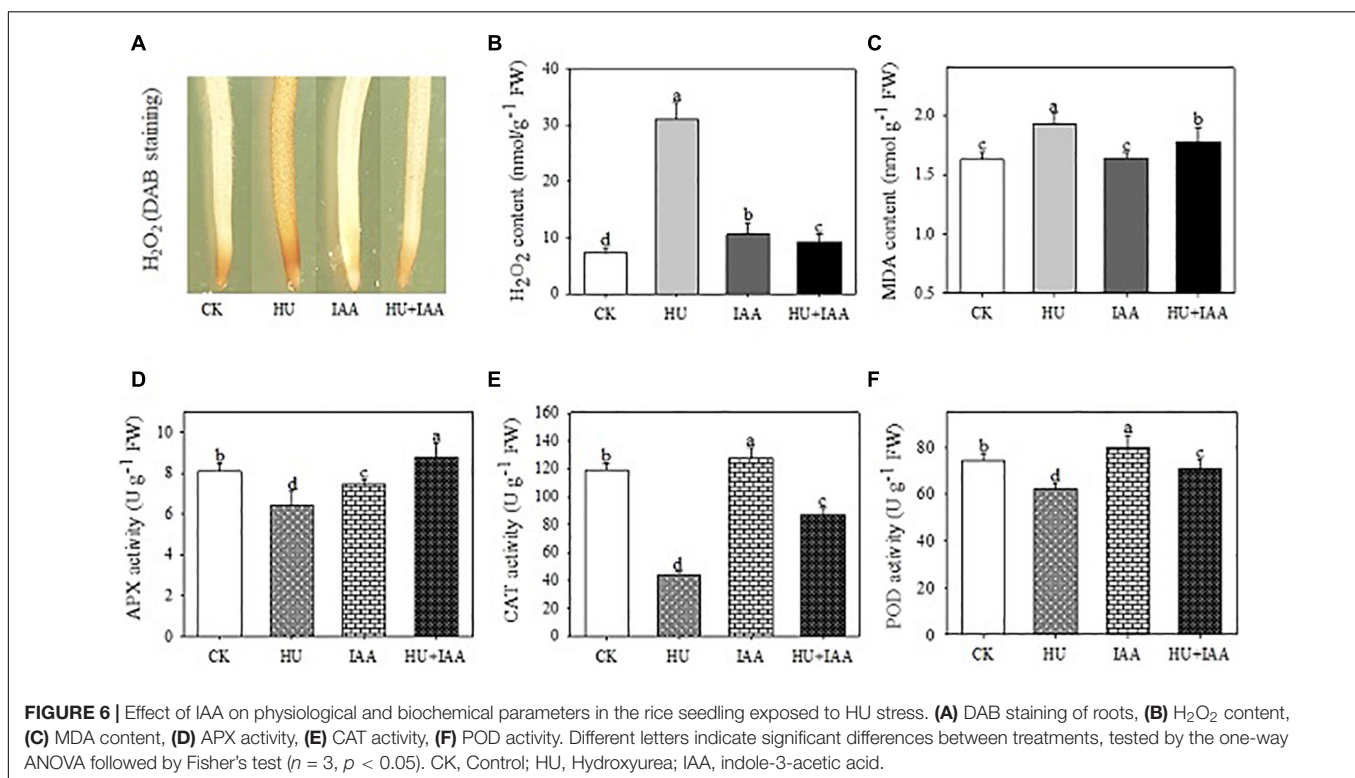 A
H₂O₂ (DAB staining)
CK HU IAA HU+IAA
B
H₂O₂ content (nmol/g⁻¹ FW)
40
30
20
10
0
d
a
b
c
CK HU IAA HU+IAA
C
MDA content (nmol g⁻¹ FW)
2.0
1.5
1.0
0.5
c
a
c
b
CK HU IAA HU+IAA
D
APX activity (U g⁻¹ FW)
10
8
6
4
2
0
b
d
c
a
CK HU IAA HU+IAA
E
CAT activity (U g⁻¹ FW)
160
140
120
100
80
60
40
20
0
b
d
a
c
CK HU IAA HU+IAA
F
POD activity (U g⁻¹ FW)
80
60
40
20
0
b
d
a
c
CK HU IAA HU+IAA
FIGURE 6 | Effect of IAA on physiological and biochemical parameters in the rice seedling exposed to HU stress. (A) DAB staining of roots, (B) H₂O₂ content,
(C) MDA content, (D) APX activity, (E) CAT activity, (F) POD activity. Different letters indicate significant differences between treatments, tested by the one-way
ANOVA followed by Fisher's test (n = 3, p < 0.05). CK, Control; HU, Hydroxyurea; IAA, indole-3-acetic acid.